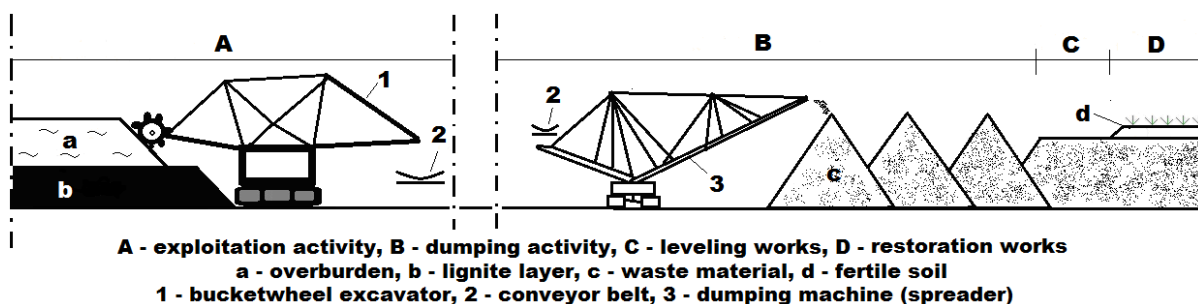 A
B
C
D
1
2
2
d
a
3
c
b
A - exploitation activity, B - dumping activity, C - leveling works, D - restoration works
a - overburden, b - lignite layer, c - waste material, d - fertile soil
1 - bucketwheel excavator, 2 - conveyor belt, 3 - dumping machine (spreader)